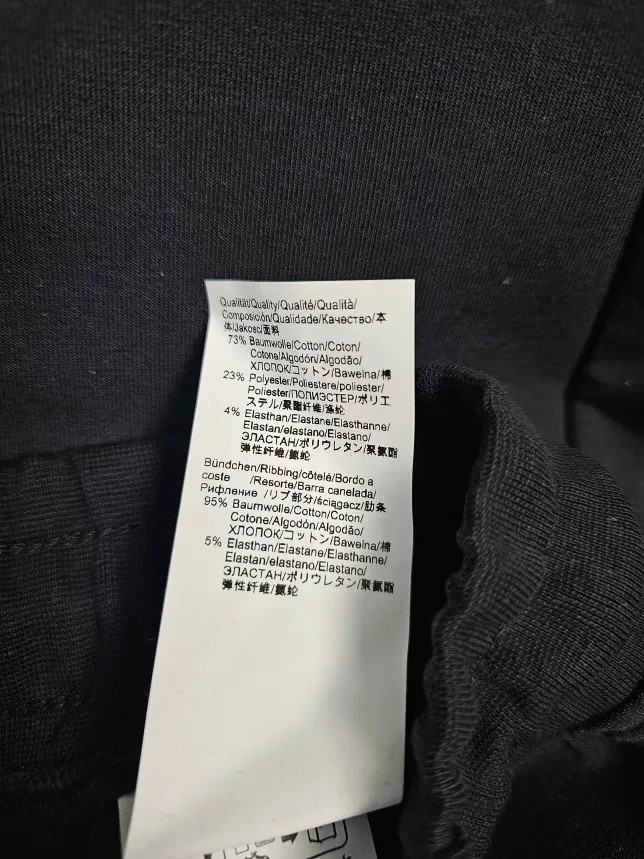 Qualität/Quality/Qualité/Qualità/
Composición/Qualidade/Качество/本
体/Jakosc/面料
73% Baumwolle/Cotton/Coton/
Cotone/Algodón/Algodão/
ХЛОПОК/コットン/Bawełna/棉
23% Polyester/Poliestere/poliester/
Poliester/ПОЛИЭСТЕР/ポリエ
ステル/聚酯纤维/涤纶
4% Elasthan/Elastane/Elasthanne/
Elastan/elastano/Elastano/
ЭЛАСТАН/ポリウレタン/聚氨酯
弹性纤维/氨纶
Bündchen/Ribbing/côtelé/Bordo a
coste /Resorte/Barra canelada/
Рифление /リブ部分/ściągacz/肋条
95% Baumwolle/Cotton/Coton/
Cotone/Algodón/Algodão/
ХЛОПОК/コットン/Bawełna/棉
5% Elasthan/Elastane/Elasthanne/
Elastan/elastano/Elastano/
ЭЛАСТАН/ポリウレタン/聚氨酯
弹性纤维/氨纶